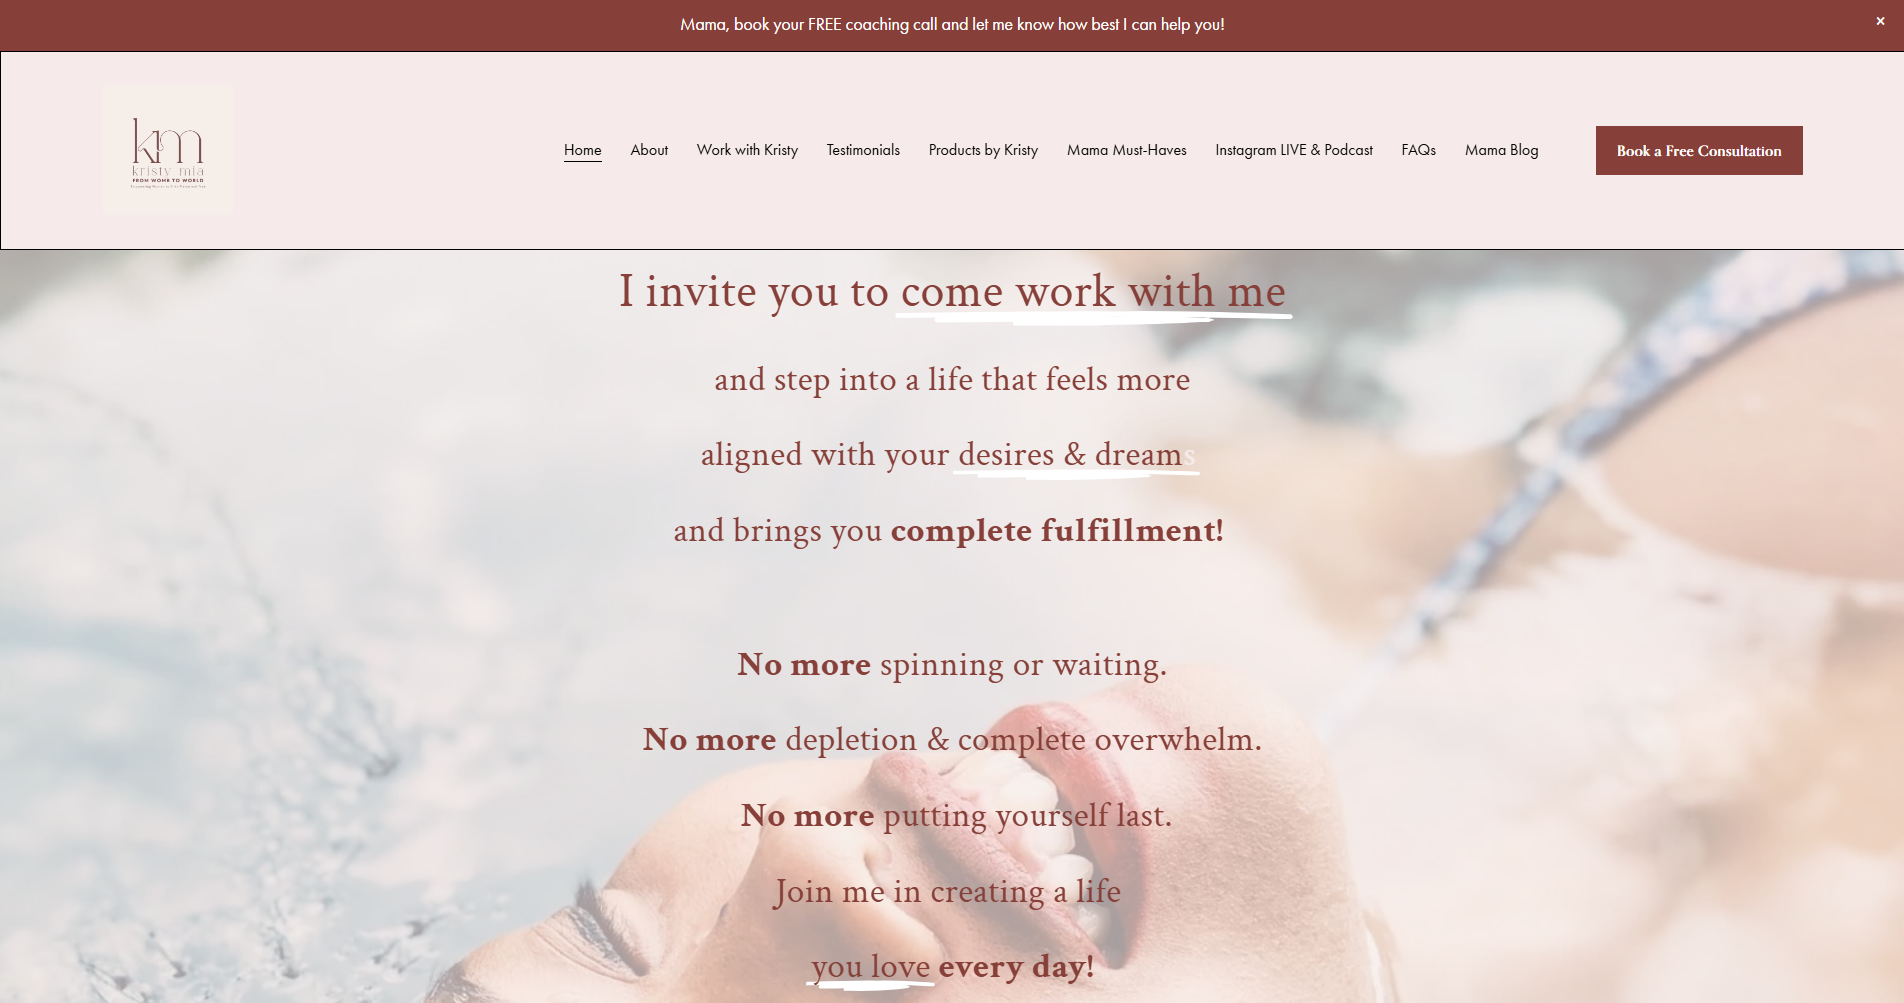 Mama, book your FREE coaching call and let me know how best I can help you!
×
km
kristy mia
FROM WOMB TO WORLD
Home About Work with Kristy Testimonials Products by Kristy Mama Must-Haves Instagram LIVE & Podcast FAQs Mama Blog Book a Free Consultation
I invite you to come work with me
and step into a life that feels more
aligned with your desires & dreams
and brings you complete fulfillment!
No more spinning or waiting.
No more depletion & complete overwhelm.
No more putting yourself last.
Join me in creating a life
you love every day!